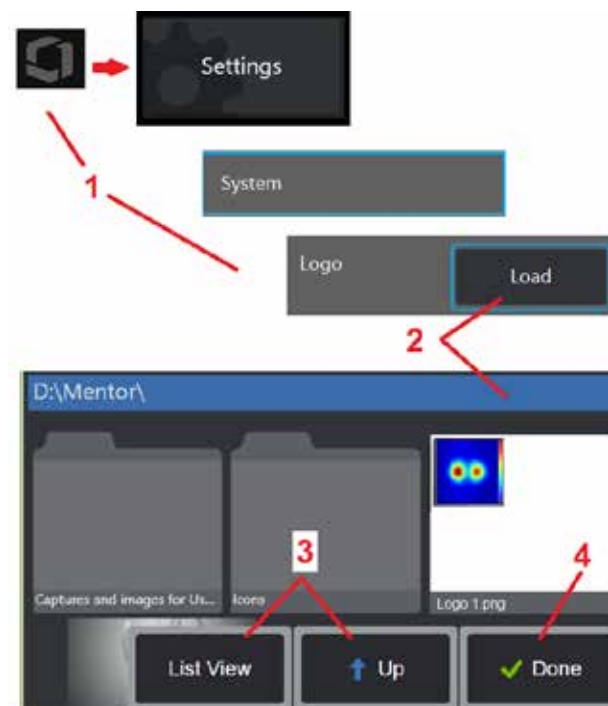 Settings
System
1
Logo
Load
2
D:\Mentor\
3
4
Captures and images for Us...
Icons
Logo 1.png
List View
Up
Done